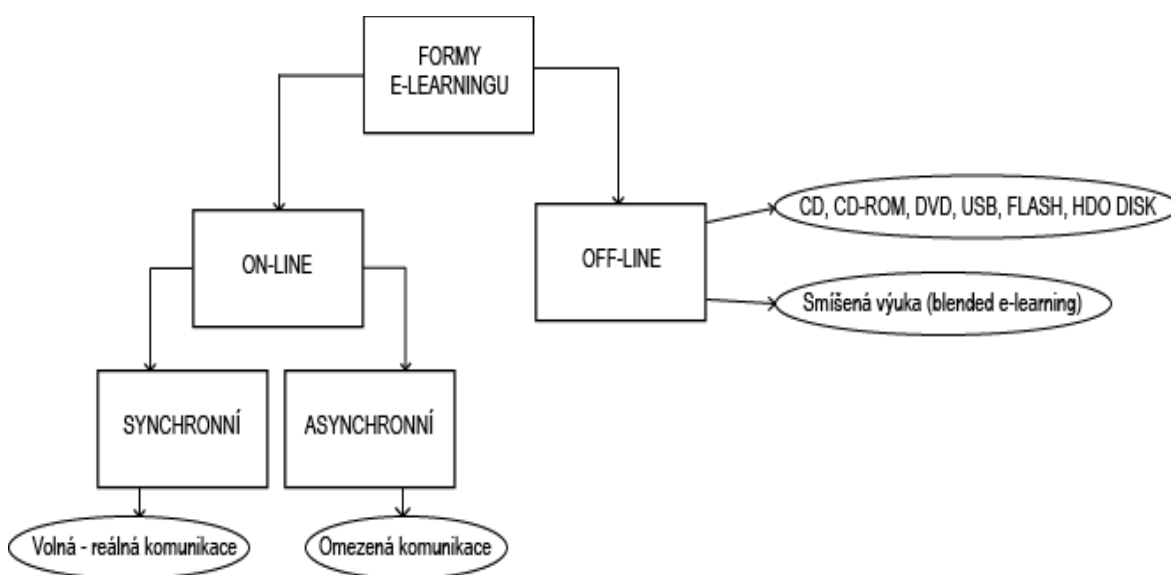 FORMY
E-LEARNINGU
CD, CD-ROM, DVD, USB, FLASH, HDO DISK
ON-LINE
OFF-LINE
Smíšená výuka (blended e-learning)
SYNCHRONNÍ
ASYNCHRONNÍ
Volná - reálná komunikace
Omezená komunikace